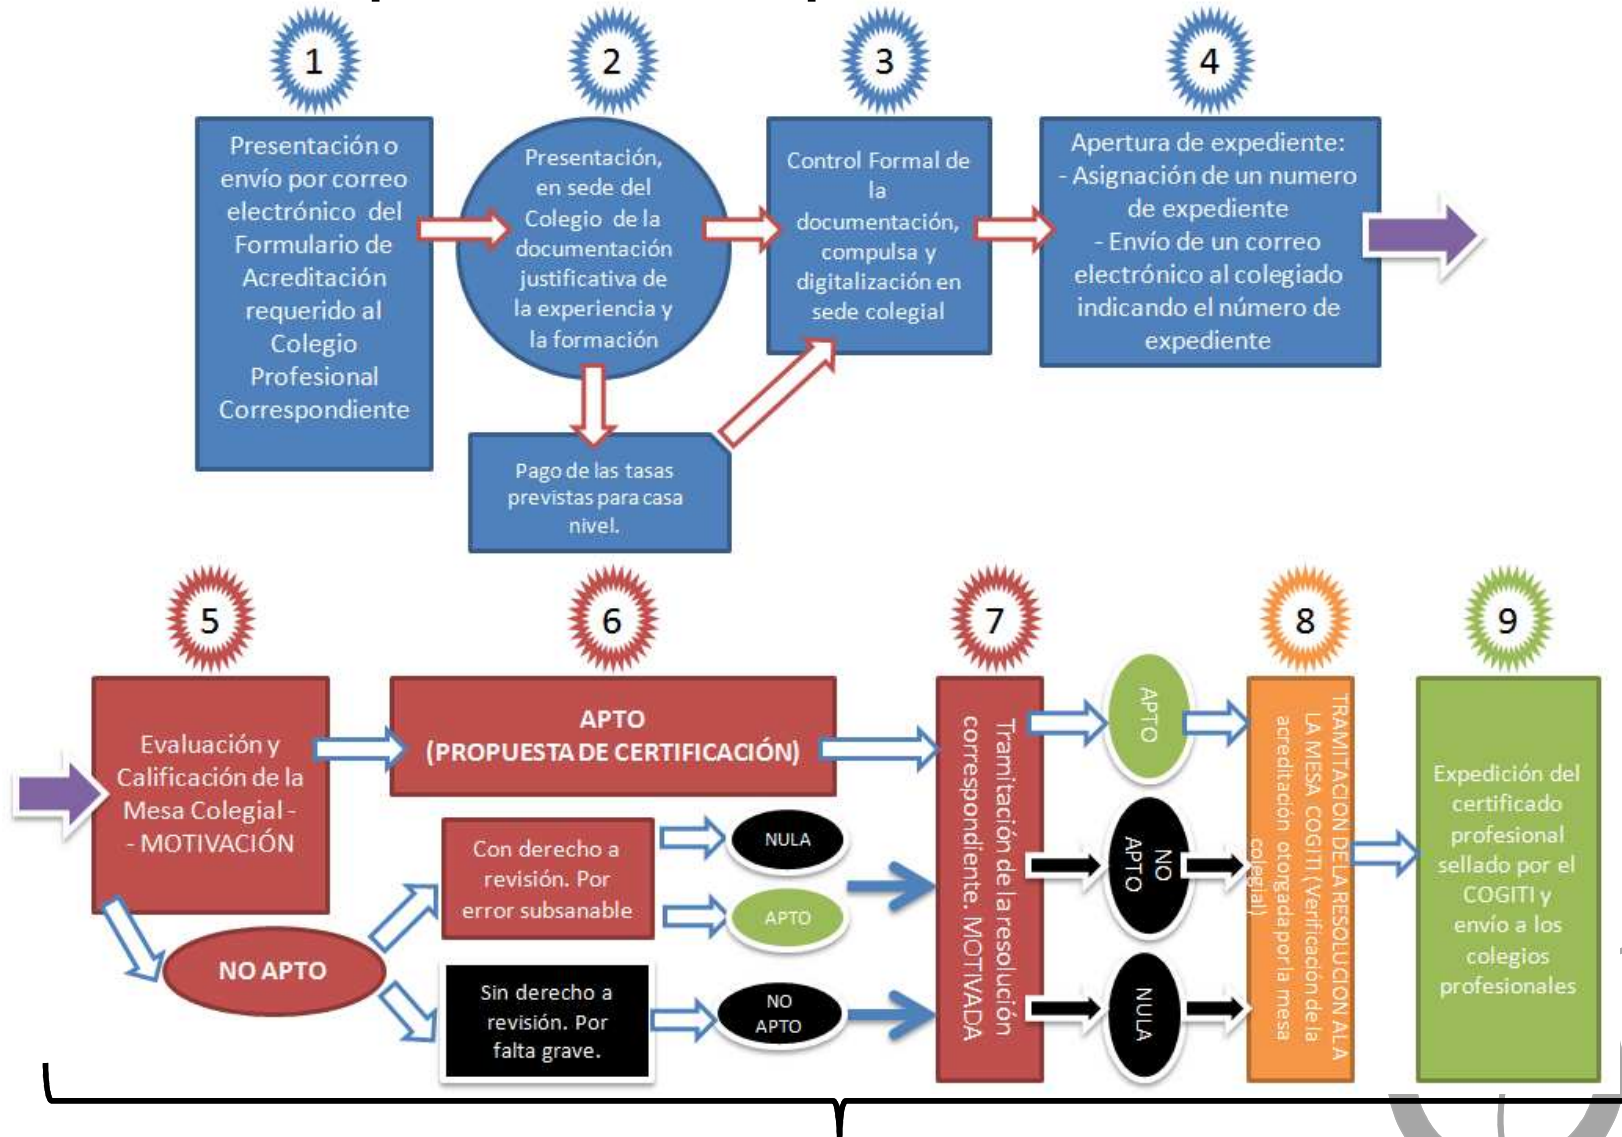 1
2
3
4
Presentación o
envío por correo
electrónico del
Formulario de
Acreditación
requerido al
Colegio
Profesional
Correspondiente
Presentación,
en sede del
Colegio de la
documentación
justificativa de
la experiencia y
la formación
Pago de las tasas
previstas para casa
nivel.
Control Formal de
la
documentación,
compulsa y
digitalización en
sede colegial
Apertura de expediente:
- Asignación de un numero
de expediente
- Envío de un correo
electrónico al colegiado
indicando el número de
expediente
5
6
7
8
9
Evaluación y
Calificación de la
Mesa Colegial -
- MOTIVACIÓN
NO APTO
APTO
(PROPUESTA DE CERTIFICACIÓN)
Con derecho a
revisión. Por
error subsanable
NULA
APTO
Sin derecho a
revisión. Por
falta grave.
NO
APTO
Tramitación de la resolución
correspondiente. MOTIVADA
APTO
NO
APTO
NULA
TRAMITACION DE LA RESOLUCION AL A
LA MESA COGITI (Verificación de la
acreditación otorgada por la mesa
colegial)
Expedición del
certificado
profesional
sellado por el
COGITI y
envío a los
colegios
profesionales